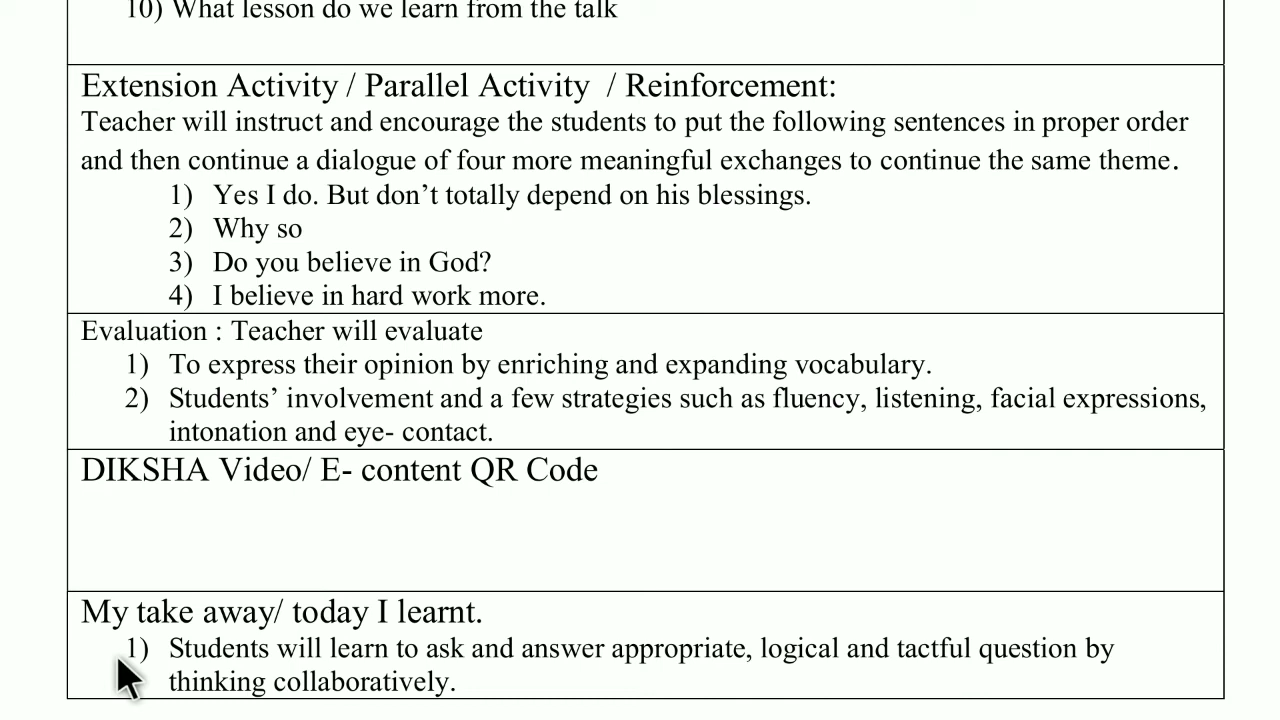 10) What lesson do we learn from the talk
Extension Activity / Parallel Activity / Reinforcement:
Teacher will instruct and encourage the students to put the following sentences in proper order
and then continue a dialogue of four more meaningful exchanges to continue the same theme.
1) Yes I do. But don’t totally depend on his blessings.
2) Why so
3) Do you believe in God?
4) I believe in hard work more.
Evaluation : Teacher will evaluate
1) To express their opinion by enriching and expanding vocabulary.
2) Students’ involvement and a few strategies such as fluency, listening, facial expressions,
intonation and eye- contact.
DIKSHA Video/ E- content QR Code
My take away/ today I learnt.
1) Students will learn to ask and answer appropriate, logical and tactful question by
thinking collaboratively.